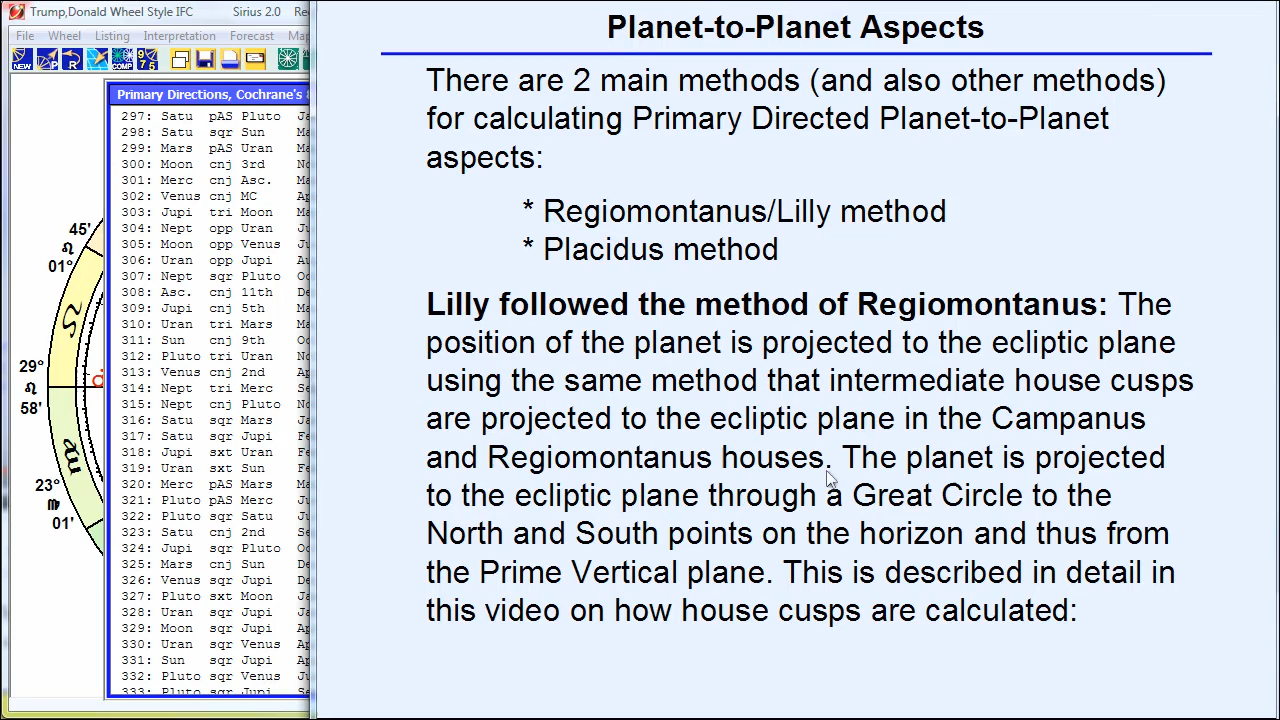 Trump,Donald Wheel Style IFC Sirius 2.0
File Wheel Listing Interpretation Forecast
NEW
R
COMP
Primary Directions, Cochrane's
297: Satu pAS Pluto
298: Satu sqr Sun
299: Mars pAS Uran
300: Moon cnj 3rd
301: Merc cnj Asc.
302: Venus cnj MC
303: Jupi tri Moon
304: Nept opp Uran
305: Moon opp Venus
306: Uran opp Jupi
307: Nept sqr Pluto
308: Asc. cnj 11th
309: Jupi cnj 5th
310: Uran tri Mars
311: Sun cnj 9th
312: Pluto tri Uran
313: Venus cnj 2nd
314: Nept tri Merc
315: Nept cnj Pluto
316: Satu sqr Mars
317: Satu sqr Jupi
318: Jupi sxt Uran
319: Uran sxt Sun
320: Merc pAS Mars
321: Pluto pAS Merc
322: Pluto sqr Satu
323: Satu cnj 2nd
324: Jupi sqr Pluto
325: Mars cnj Sun
326: Venus sqr Jupi
327: Pluto sxt Moon
328: Uran sqr Jupi
329: Moon sqr Jupi
330: Uran sqr Venus
331: Sun sqr Jupi
332: Pluto sqr Venus
333: Pluto sqr Jupi
45'
♌
01°
29°
♌
58'
23°
♍
01'
Planet-to-Planet Aspects
There are 2 main methods (and also other methods)
for calculating Primary Directed Planet-to-Planet
aspects:
* Regiomontanus/Lilly method
* Placidus method
Lilly followed the method of Regiomontanus: The
position of the planet is projected to the ecliptic plane
using the same method that intermediate house cusps
are projected to the ecliptic plane in the Campanus
and Regiomontanus houses. The planet is projected
to the ecliptic plane through a Great Circle to the
North and South points on the horizon and thus from
the Prime Vertical plane. This is described in detail in
this video on how house cusps are calculated: